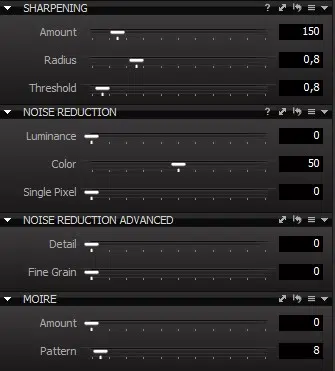 SHARPENING ?
Amount 150
Radius 0,8
Threshold 0,8
NOISE REDUCTION ?
Luminance 0
Color 50
Single Pixel 0
NOISE REDUCTION ADVANCED
Detail 0
Fine Grain 0
MOIRE
Amount 0
Pattern 8